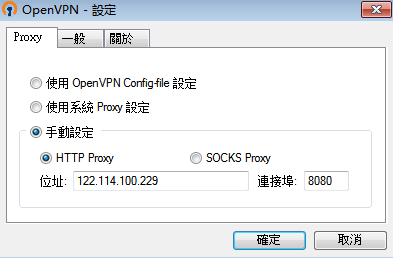 OpenVPN - 設定
Proxy 一般 關於
使用 OpenVPN Config-file 設定
使用系統 Proxy 設定
手動設定
HTTP Proxy SOCKS Proxy
位址: 122.114.100.229 連接埠: 8080
確定 取消